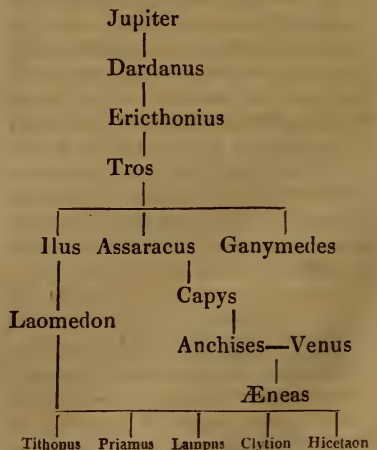 Jupiter
Dardanus
Ericthonius
Tros
Ilus Assaracus Ganymedes
Capys
Laomedon
Anchises—Venus
Æneas
Tithonus Priamus Lampus Clytion Hicetaon